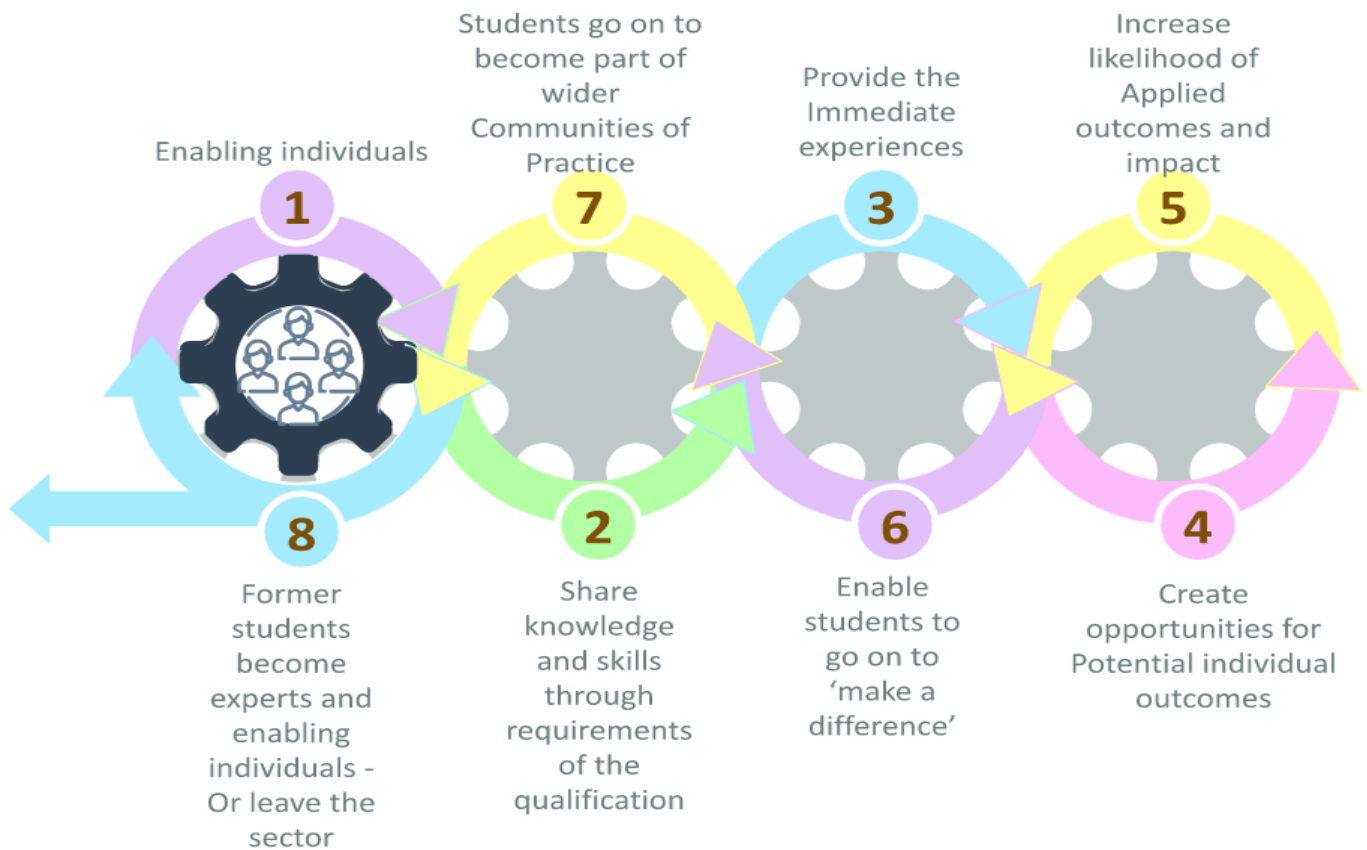 Enabling individuals
1
Students go on to
become part of
wider
Communities of
Practice
7
Provide the
Immediate
experiences
3
Increase
likelihood of
Applied
outcomes and
impact
5
8
Former
students
become
experts and
enabling
individuals -
Or leave the
sector
2
Share
knowledge
and skills
through
requirements
of the
qualification
6
Enable
students to
go on to
‘make a
difference’
4
Create
opportunities for
Potential individual
outcomes